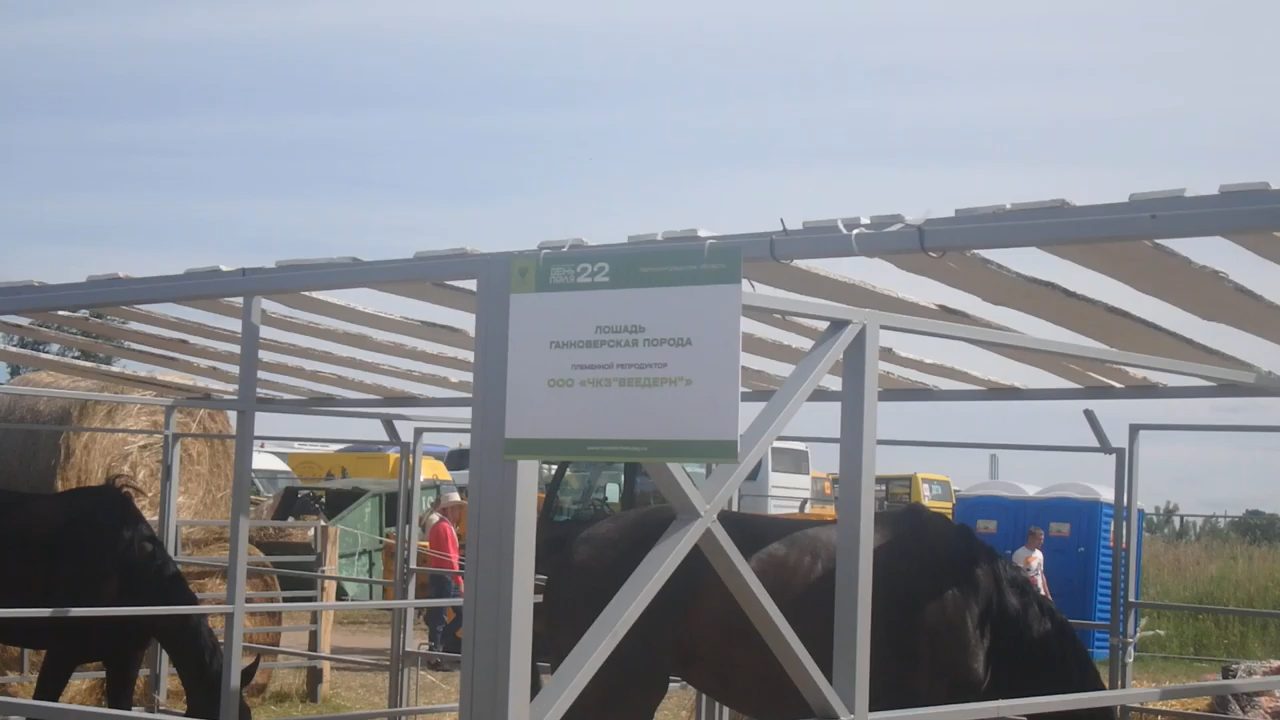 ДЕНЬ
ПОЛЯ 22
ЛОШАДЬ
ГАННОВЕРСКАЯ ПОРОДА
ПЛЕМЕННОЙ РЕПРОДУКТОР
ООО «ЧКЗ"ВЕЕДЕРН"»